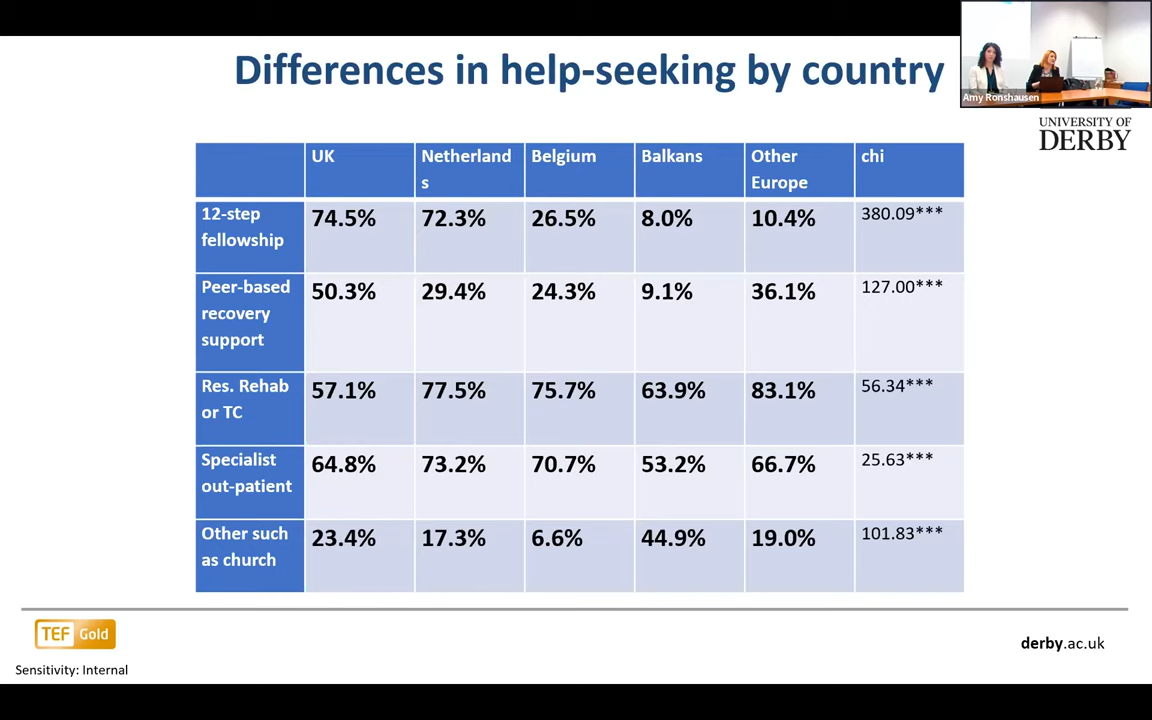 Differences in help-seeking by country
Amy Ronshausen
UNIVERSITY OF
DERBY
UK Netherland Belgium Balkans Other chi
s Europe
12-step 74.5% 72.3% 26.5% 8.0% 10.4% 380.09***
fellowship
Peer-based 50.3% 29.4% 24.3% 9.1% 36.1% 127.00***
recovery
support
Res. Rehab 57.1% 77.5% 75.7% 63.9% 83.1% 56.34***
or TC
Specialist 64.8% 73.2% 70.7% 53.2% 66.7% 25.63***
out-patient
Other such 23.4% 17.3% 6.6% 44.9% 19.0% 101.83***
as church
TEF Gold
derby.ac.uk
Sensitivity: Internal